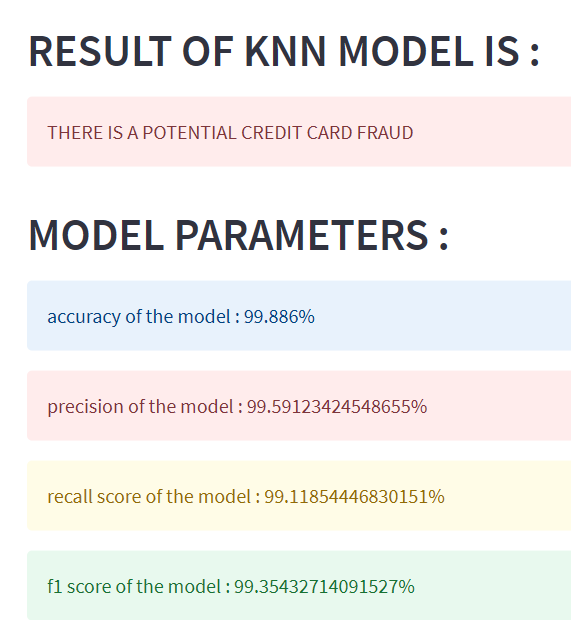 RESULT OF KNN MODEL IS :
THERE IS A POTENTIAL CREDIT CARD FRAUD
MODEL PARAMETERS :
accuracy of the model : 99.886%
precision of the model : 99.59123424548655%
recall score of the model : 99.11854446830151%
f1 score of the model : 99.35432714091527%